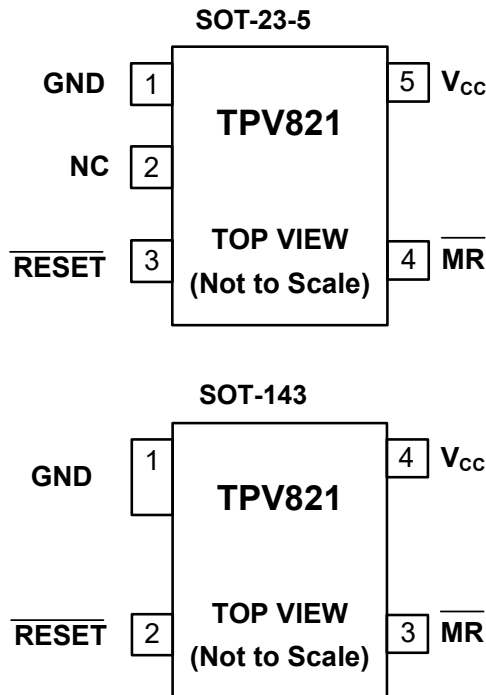 SOT-23-5
GND 1 5 VCC
TPV821
NC 2
RESET 3 TOP VIEW 4 MR
(Not to Scale)
SOT-143
GND 1 4 VCC
TPV821
RESET 2 TOP VIEW 3 MR
(Not to Scale)